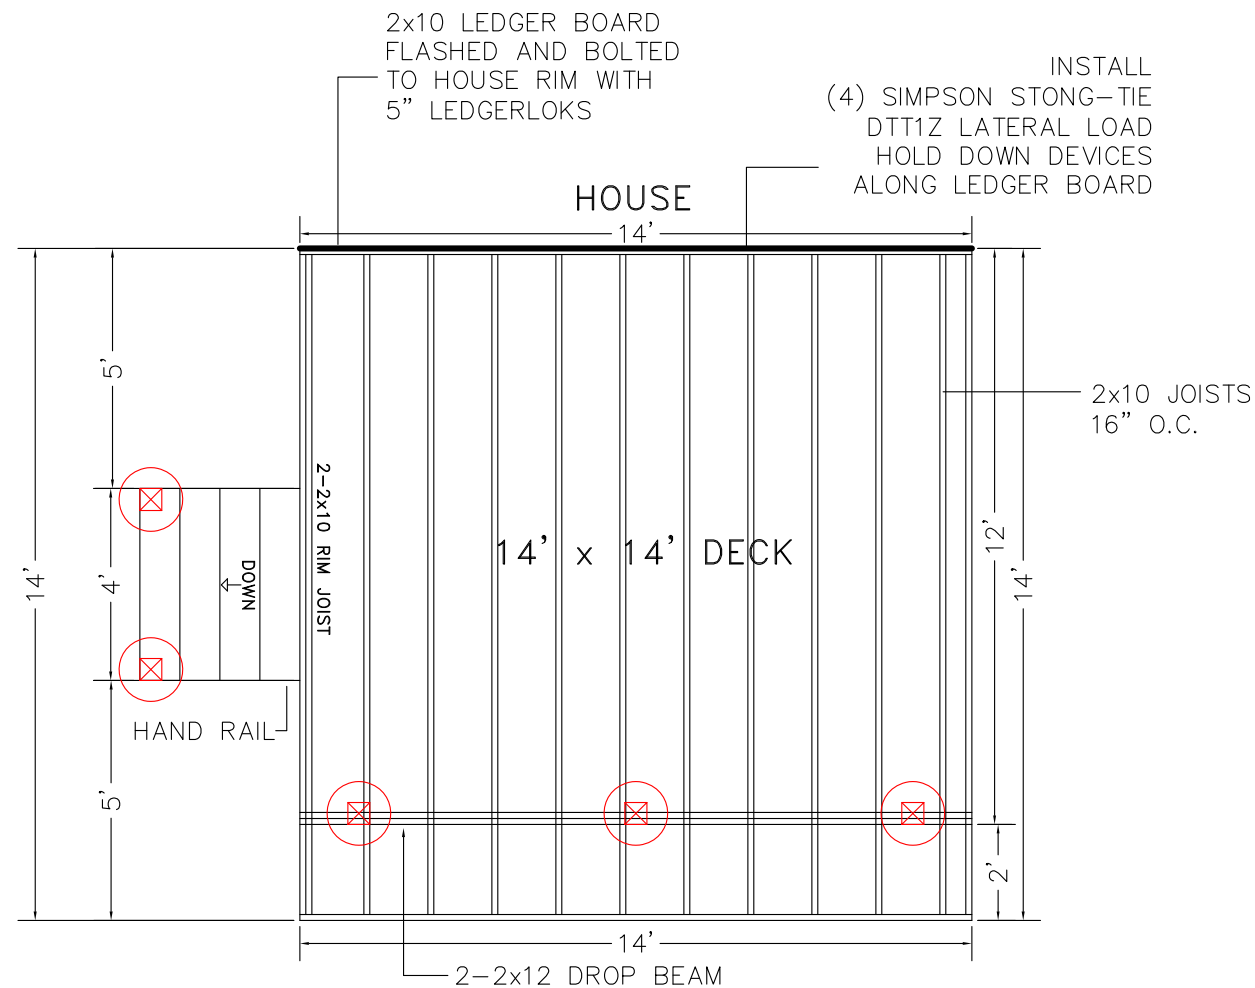 2x10 LEDGER BOARD
FLASHED AND BOLTED
TO HOUSE RIM WITH
5" LEDGERLOKS
INSTALL
(4) SIMPSON STONG-TIE
DTT1Z LATERAL LOAD
HOLD DOWN DEVICES
ALONG LEDGER BOARD
HOUSE
14'
5'
2x10 JOISTS
16" O.C.
2-2x10 RIM JOIST
14' x 14' DECK
12'
14'
14'
4'
DOWN
HAND RAIL
5'
2'
14'
2-2x12 DROP BEAM